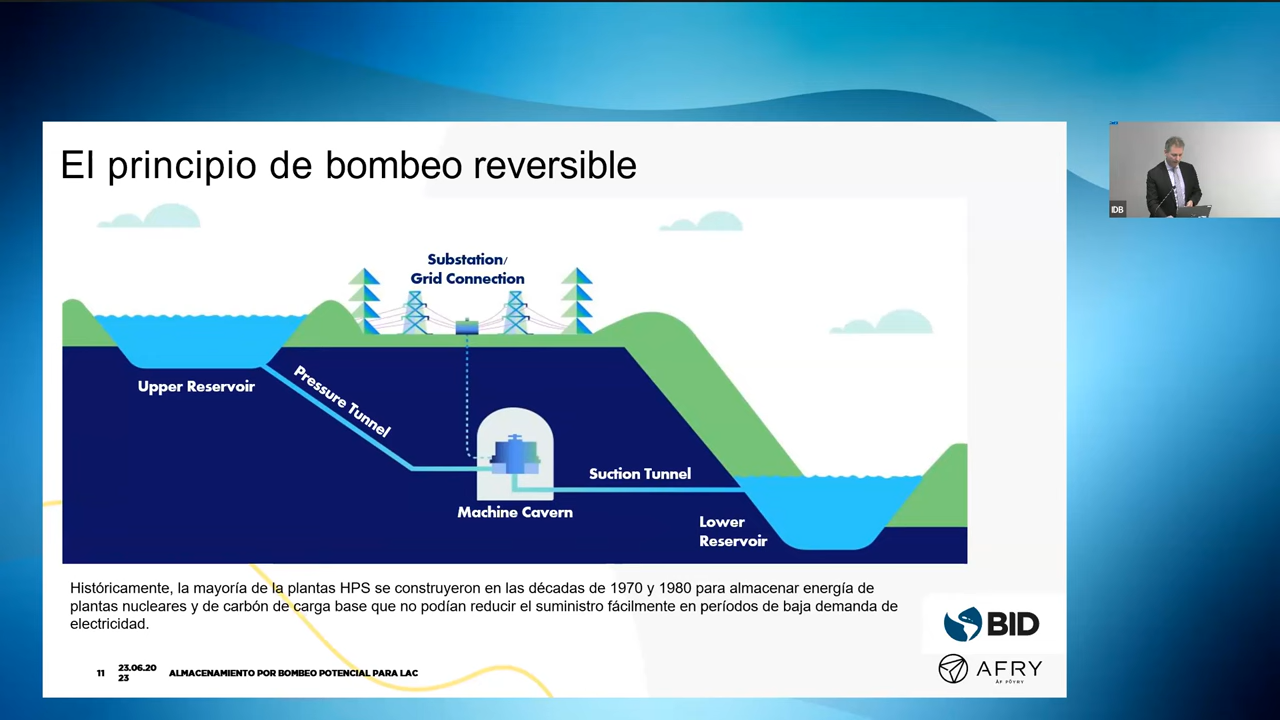 El principio de bombeo reversible
Substation/
Grid Connection
Upper Reservoir
Pressure Tunnel
Machine Cavern
Suction Tunnel
Lower
Reservoir
Históricamente, la mayoría de la plantas HPS se construyeron en las décadas de 1970 y 1980 para almacenar energía de
plantas nucleares y de carbón de carga base que no podían reducir el suministro fácilmente en períodos de baja demanda de
electricidad.
BID
AFRY
ÅF PÖYRY
11
23.06.20
23
ALMACENAMIENTO POR BOMBEO POTENCIAL PARA LAC
IDB